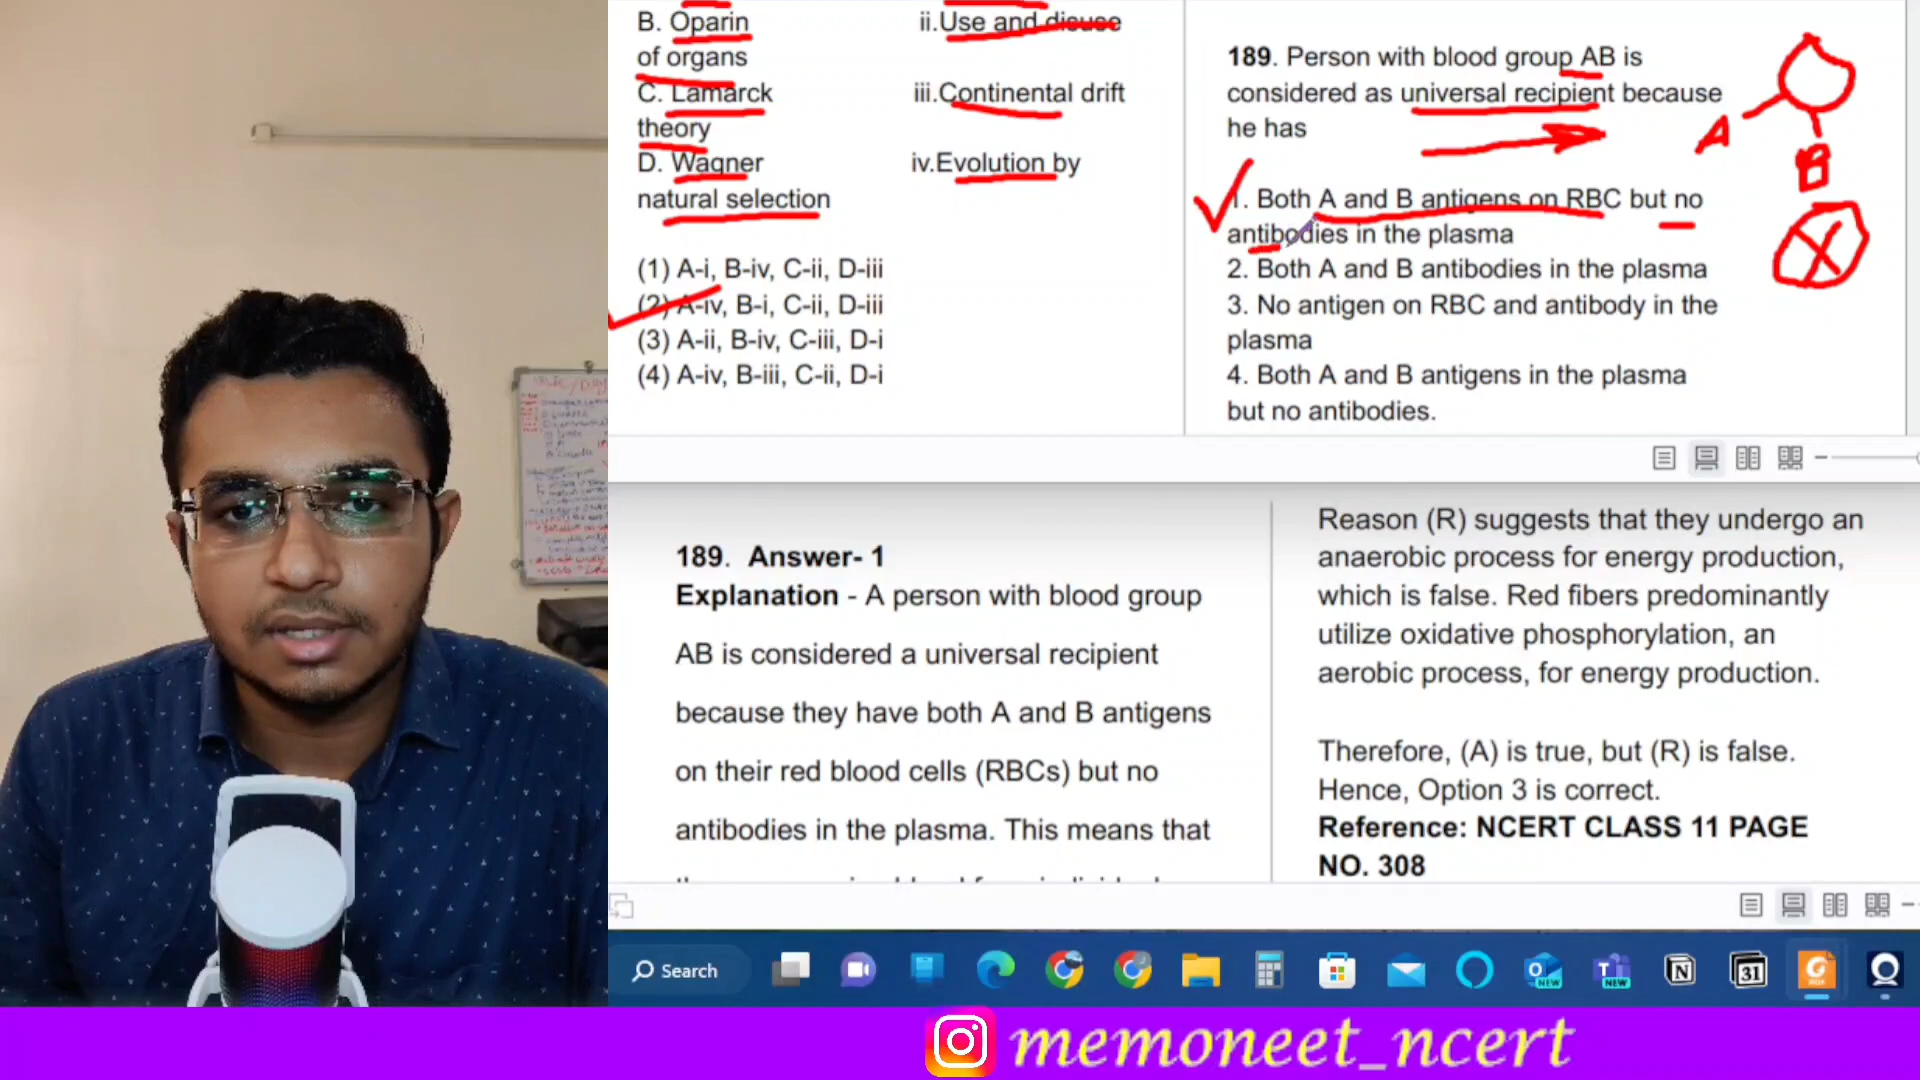 B. Oparin
ii.Use and disuse
of organs
C. Lamarck
iii.Continental drift
theory
D. Wagner
iv.Evolution by
natural selection
(1) A-i, B-iv, C-ii, D-iii
(2) A-iv, B-i, C-ii, D-iii
(3) A-ii, B-iv, C-iii, D-i
(4) A-iv, B-iii, C-ii, D-i
189. Person with blood group AB is
considered as universal recipient because
he has
1. Both A and B antigens on RBC but no
antibodies in the plasma
2. Both A and B antibodies in the plasma
3. No antigen on RBC and antibody in the
plasma
4. Both A and B antigens in the plasma
but no antibodies.
A
B
189. Answer- 1
Explanation - A person with blood group
AB is considered a universal recipient
because they have both A and B antigens
on their red blood cells (RBCs) but no
antibodies in the plasma. This means that
Reason (R) suggests that they undergo an
anaerobic process for energy production,
which is false. Red fibers predominantly
utilize oxidative phosphorylation, an
aerobic process, for energy production.
Therefore, (A) is true, but (R) is false.
Hence, Option 3 is correct.
Reference: NCERT CLASS 11 PAGE
NO. 308
Search
NEW
NEW
31
memoneet_ncert